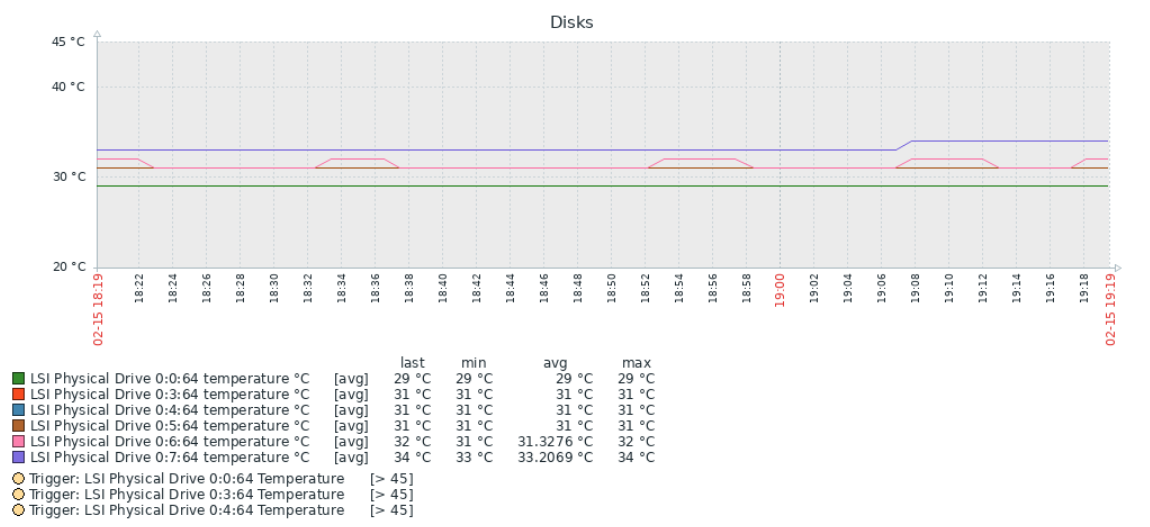 Disks
45 °C
40 °C
30 °C
20 °C
02-15 18:19
18:22
18:24
18:26
18:28
18:30
18:32
18:34
18:36
18:38
18:40
18:42
18:44
18:46
18:48
18:50
18:52
18:54
18:56
18:58
19:00
19:02
19:04
19:06
19:08
19:10
19:12
19:14
19:16
19:18
02-15 19:19
last min avg max
LSI Physical Drive 0:0:64 temperature °C [avg] 29 °C 29 °C 29 °C 29 °C
LSI Physical Drive 0:3:64 temperature °C [avg] 31 °C 31 °C 31 °C 31 °C
LSI Physical Drive 0:4:64 temperature °C [avg] 31 °C 31 °C 31 °C 31 °C
LSI Physical Drive 0:5:64 temperature °C [avg] 31 °C 31 °C 31 °C 31 °C
LSI Physical Drive 0:6:64 temperature °C [avg] 32 °C 31 °C 31.3276 °C 32 °C
LSI Physical Drive 0:7:64 temperature °C [avg] 34 °C 33 °C 33.2069 °C 34 °C
Trigger: LSI Physical Drive 0:0:64 Temperature [> 45]
Trigger: LSI Physical Drive 0:3:64 Temperature [> 45]
Trigger: LSI Physical Drive 0:4:64 Temperature [> 45]